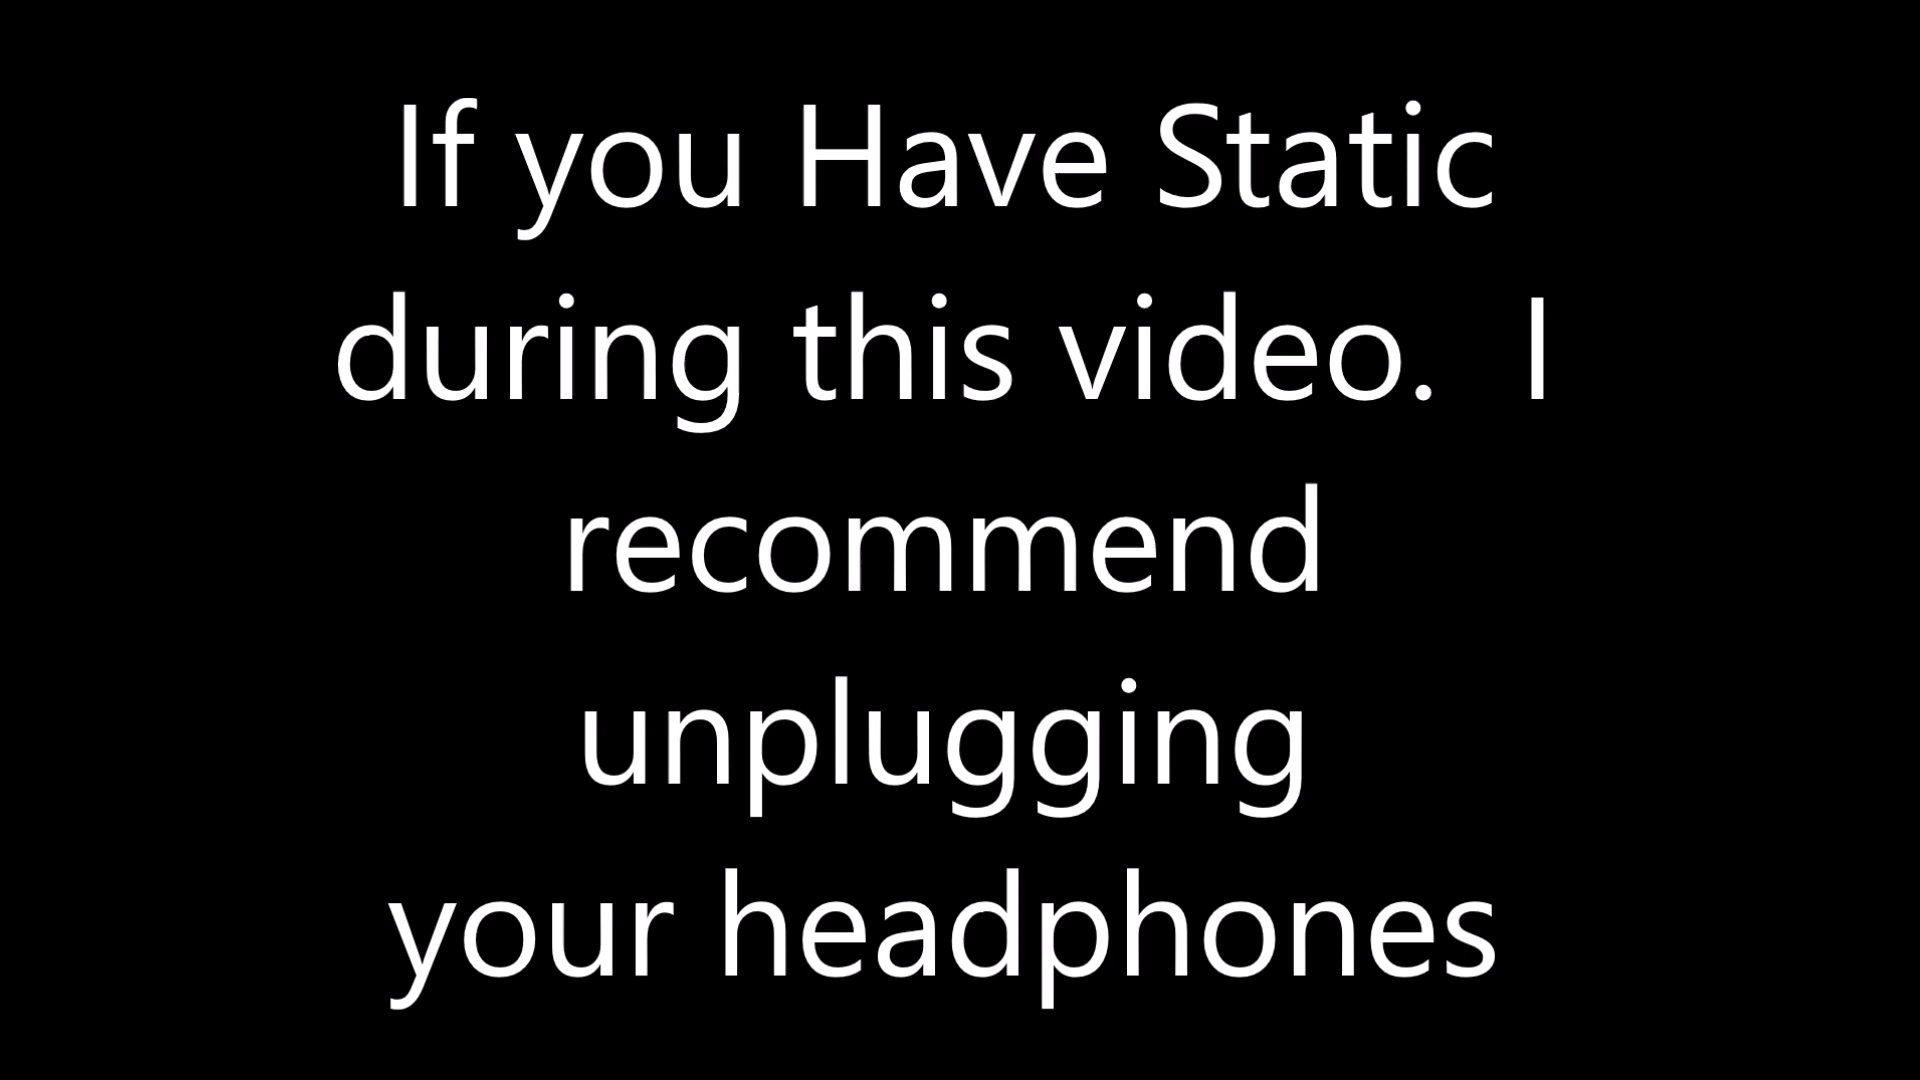 If you Have Static
during this video.  I
recommend
unplugging
your headphones